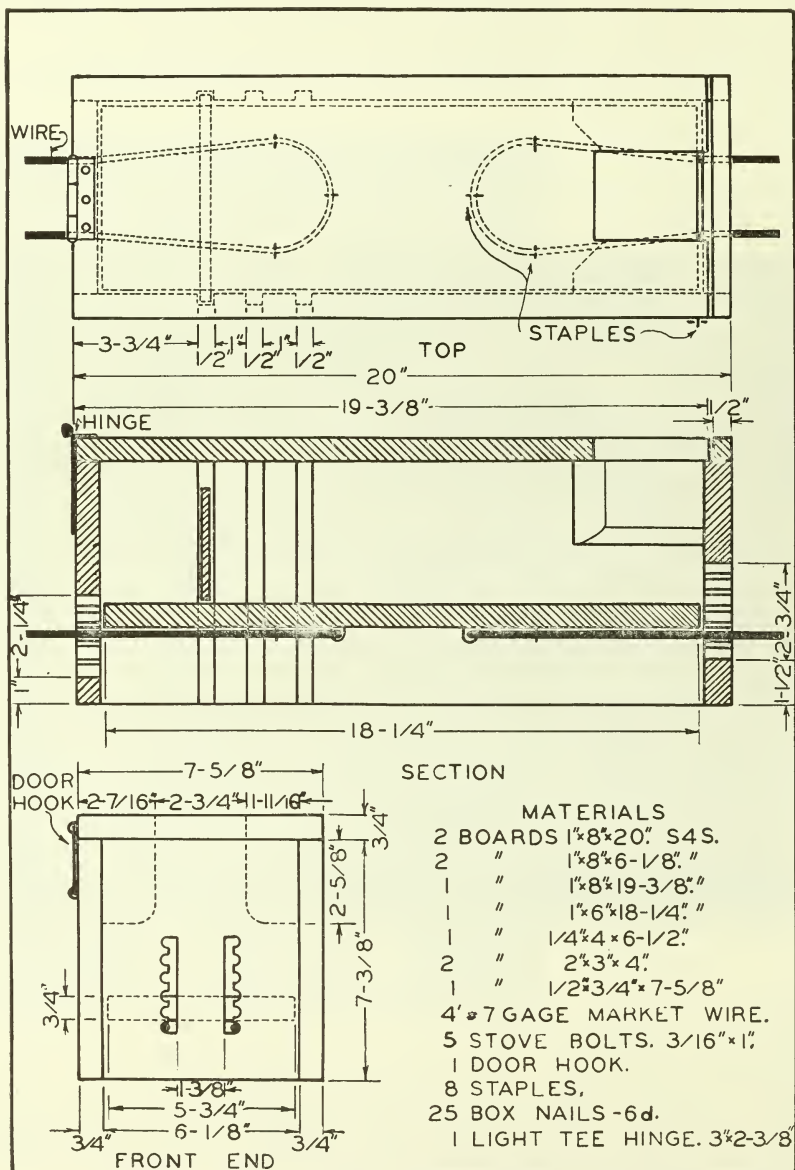 WIRE
STAPLES
3-3/4" 1" 1" TOP
1/2" 1/2" 1/2"
20"
19-3/8" 1/2"
HINGE
2-1/4"
1"
2-3/4"
1-1/2"
18-1/4"
SECTION
7-5/8"
DOOR
HOOK
2-7/16" 2-3/4" 1-11/16"
3/4"
2-5/8"
7-3/8"
3/4"
1-3/8"
5-3/4"
6-1/8"
3/4" 3/4"
FRONT END
MATERIALS
2 BOARDS 1"x8"x20". S4S.
2 " 1"x8"x6-1/8". "
1 " 1"x8"x19-3/8". "
1 " 1"x6"x18-1/4". "
1 " 1/4"x4"x6-1/2".
2 " 2"x3"x4".
1 " 1/2"x3/4"x7-5/8"
4' #7 GAGE MARKET WIRE.
5 STOVE BOLTS. 3/16"x1".
1 DOOR HOOK.
8 STAPLES,
25 BOX NAILS-6d.
1 LIGHT TEE HINGE. 3"x2-3/8"